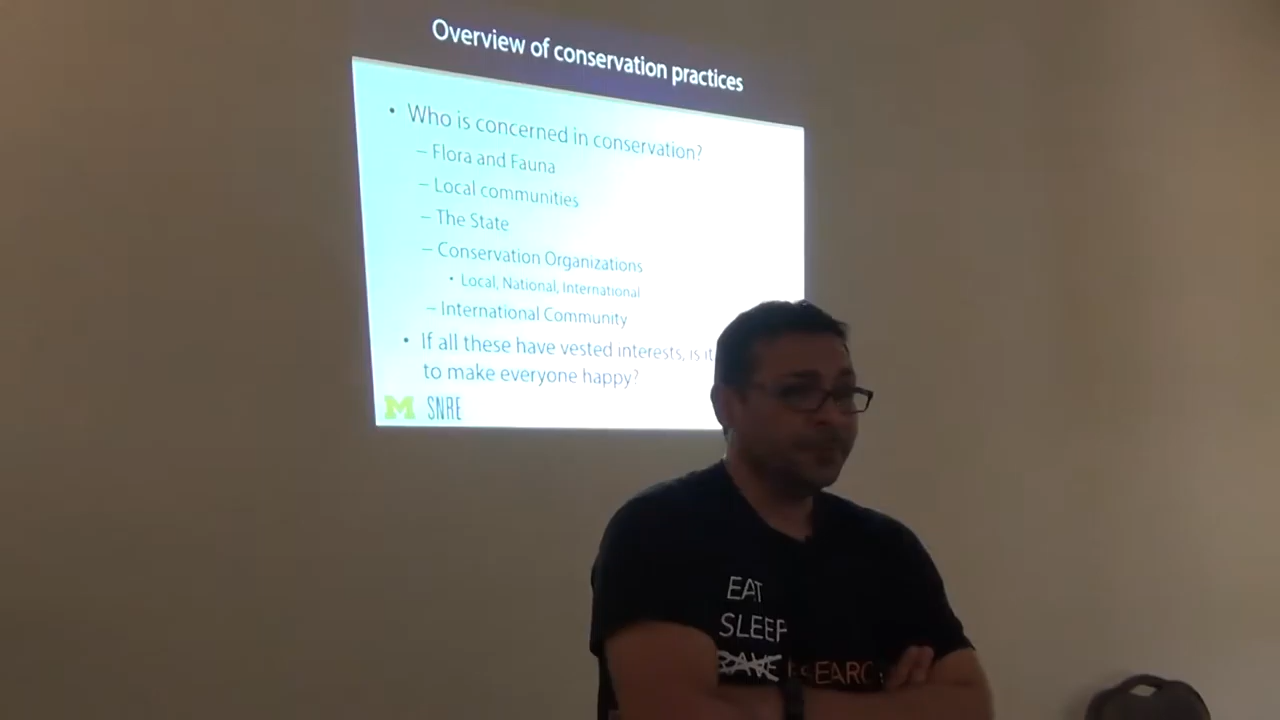 Overview of conservation practices
• Who is concerned in conservation?
– Flora and Fauna
– Local communities
– The State
– Conservation Organizations
• Local, National, International
– International Community
• If all these have vested interests, is it
to make everyone happy?
M SNRE
EAT
SLEEP
RAVE